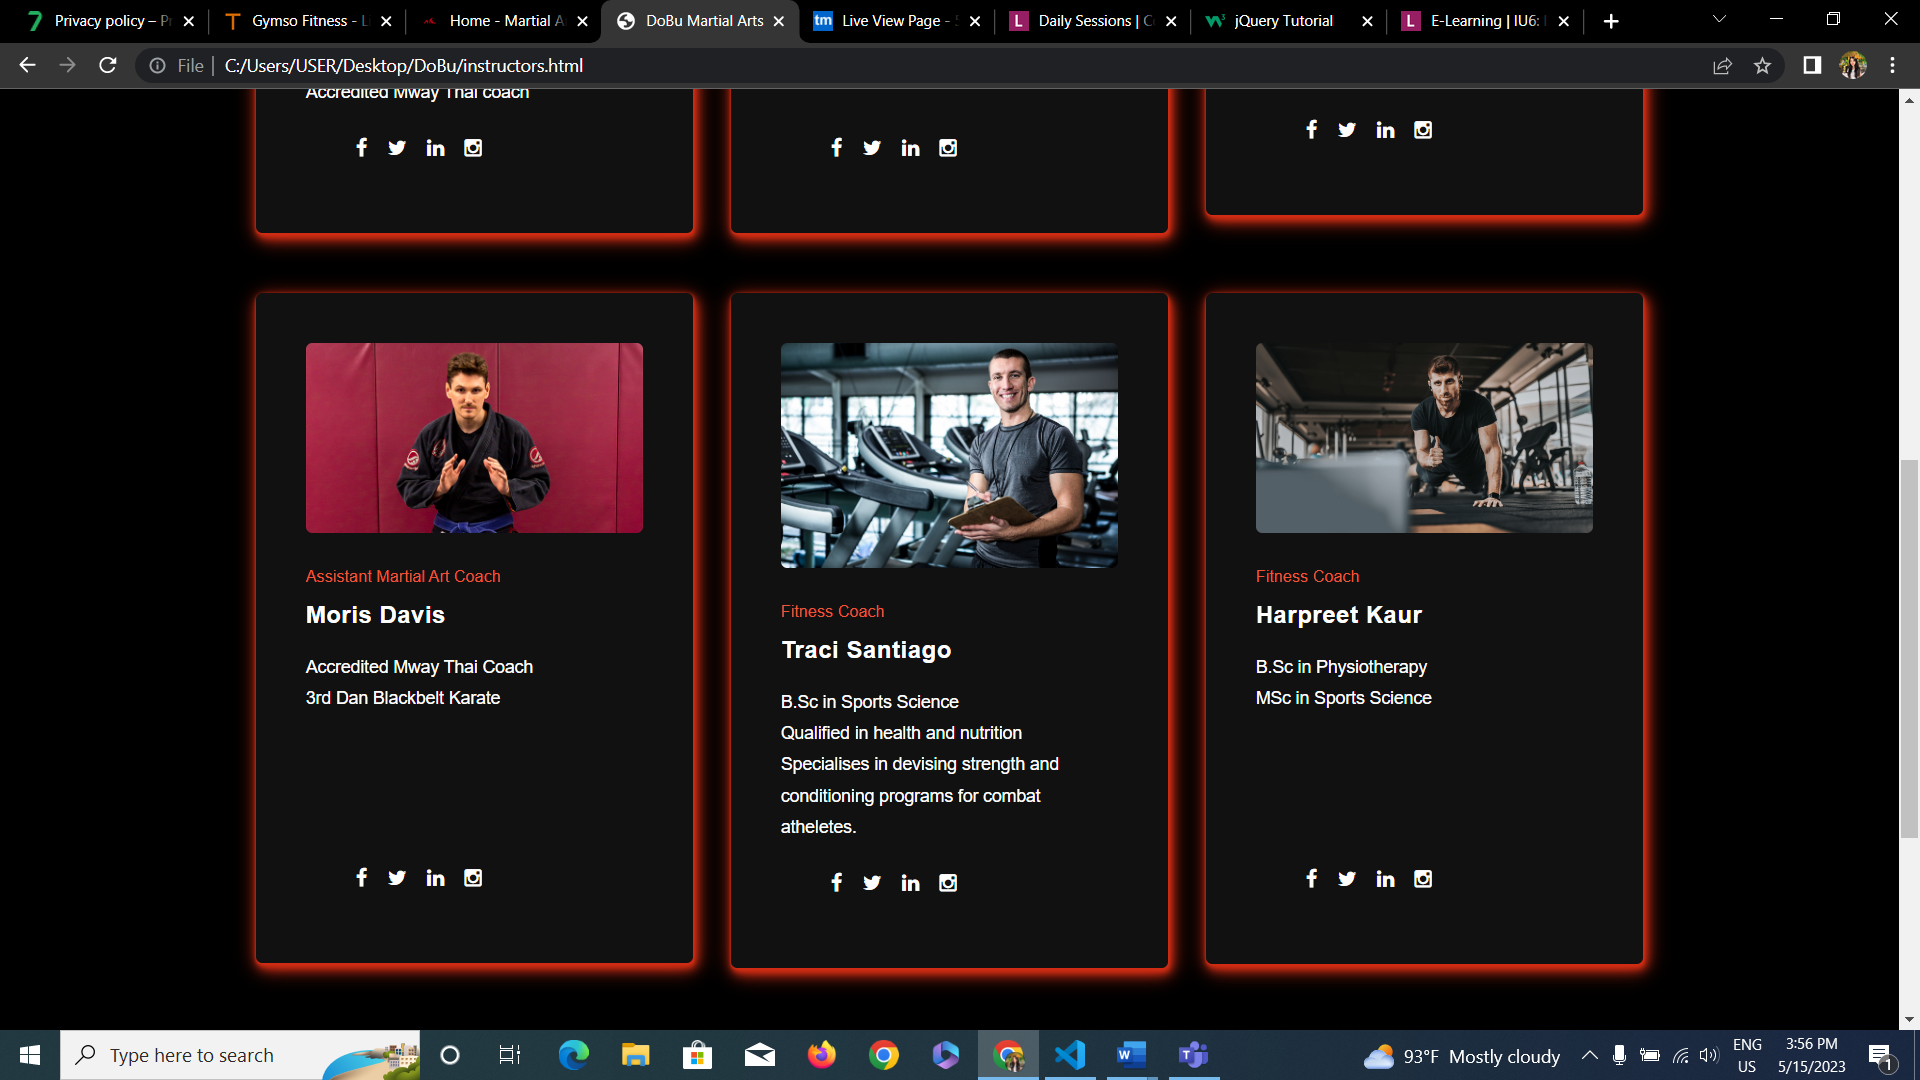 Privacy policy – Pr
Gymso Fitness - Li
Home - Martial A
DoBu Martial Arts
tm Live View Page - S
L Daily Sessions | Co
jQuery Tutorial
L E-Learning | IU6:
File | C:/Users/USER/Desktop/DoBu/instructors.html
Accredited Mway Thai coach
Assistant Martial Art Coach
Moris Davis
Accredited Mway Thai Coach
3rd Dan Blackbelt Karate
Fitness Coach
Traci Santiago
B.Sc in Sports Science
Qualified in health and nutrition
Specialises in devising strength and
conditioning programs for combat
atheletes.
Fitness Coach
Harpreet Kaur
B.Sc in Physiotherapy
MSc in Sports Science
Type here to search
93°F Mostly cloudy
ENG
US
3:56 PM
5/15/2023
1